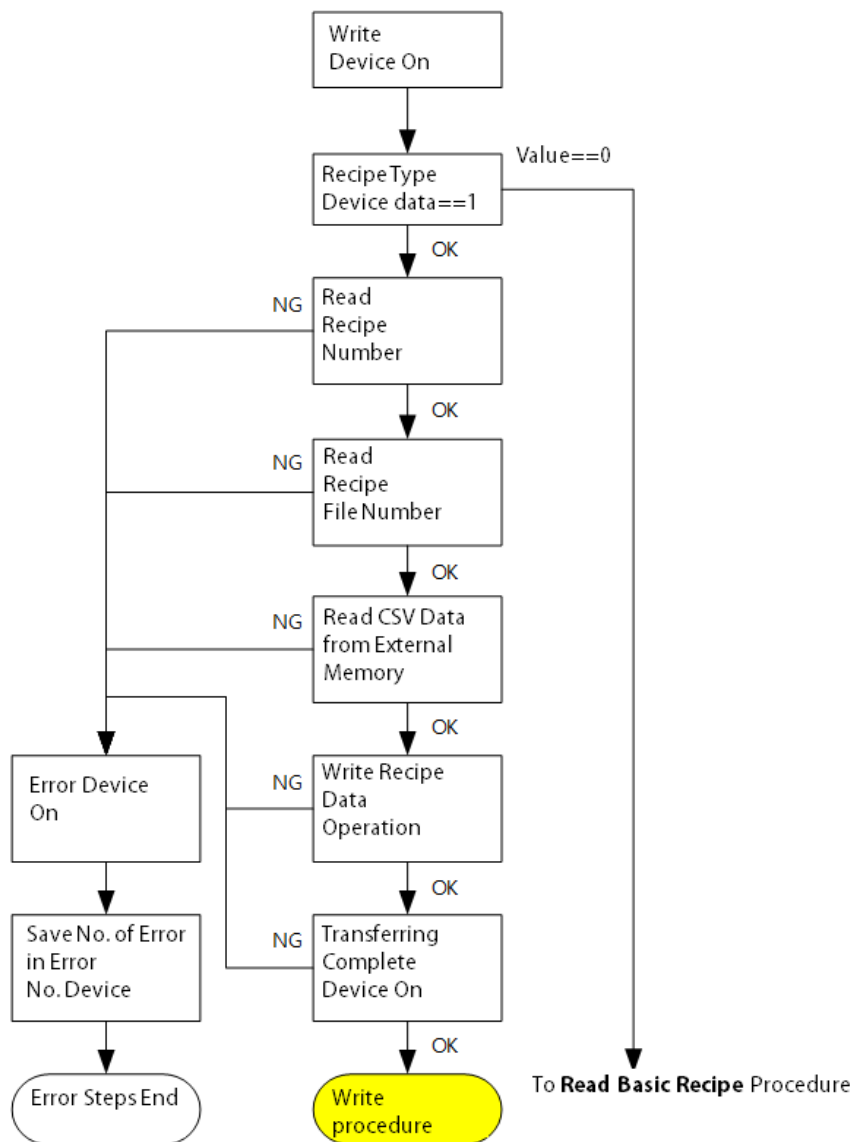 Write
Device On
Value==0
Recipe Type
Device data==1
OK
NG
Read
Recipe
Number
OK
NG
Read
Recipe
File Number
OK
NG
Read CSV Data
from External
Memory
OK
Error Device
On
NG
Write Recipe
Data
Operation
OK
Save No. of Error
in Error
No. Device
NG
Transferring
Complete
Device On
OK
Error Steps End
Write
procedure
To Read Basic Recipe Procedure